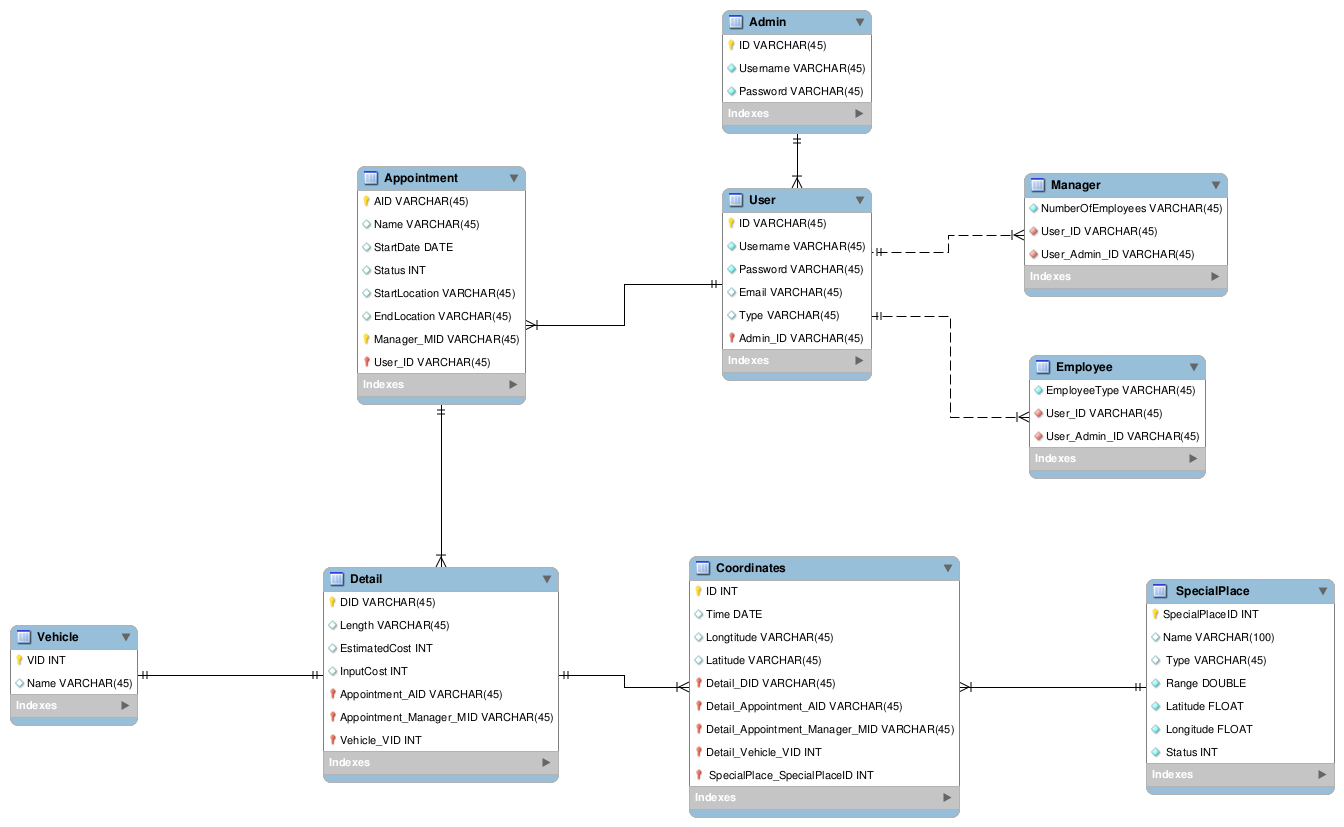 Admin
ID VARCHAR(45)
Username VARCHAR(45)
Password VARCHAR(45)
Indexes
Appointment
AID VARCHAR(45)
Name VARCHAR(45)
StartDate DATE
Status INT
StartLocation VARCHAR(45)
EndLocation VARCHAR(45)
Manager_MID VARCHAR(45)
User_ID VARCHAR(45)
Indexes
User
ID VARCHAR(45)
Username VARCHAR(45)
Password VARCHAR(45)
Email VARCHAR(45)
Type VARCHAR(45)
Admin_ID VARCHAR(45)
Indexes
Manager
NumberOfEmployees VARCHAR(45)
User_ID VARCHAR(45)
User_Admin_ID VARCHAR(45)
Indexes
Employee
EmployeeType VARCHAR(45)
User_ID VARCHAR(45)
User_Admin_ID VARCHAR(45)
Indexes
Vehicle
VID INT
Name VARCHAR(45)
Indexes
Detail
DID VARCHAR(45)
Length VARCHAR(45)
EstimatedCost INT
InputCost INT
Appointment_AID VARCHAR(45)
Appointment_Manager_MID VARCHAR(45)
Vehicle_VID INT
Indexes
Coordinates
ID INT
Time DATE
Longtitude VARCHAR(45)
Latitude VARCHAR(45)
Detail_DID VARCHAR(45)
Detail_Appointment_AID VARCHAR(45)
Detail_Appointment_Manager_MID VARCHAR(45)
Detail_Vehicle_VID INT
SpecialPlace_SpecialPlaceID INT
Indexes
SpecialPlace
SpecialPlaceID INT
Name VARCHAR(100)
Type VARCHAR(45)
Range DOUBLE
Latitude FLOAT
Longitude FLOAT
Status INT
Indexes